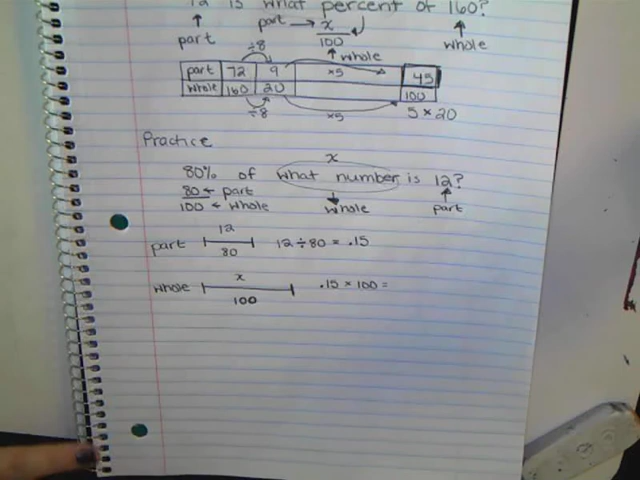 72 is what percent of 160?
part → x
100
part whole whole
÷8
part 72 9 ×5 45
whole 160 20 100
÷8 ×5 5 × 20
Practice
x
80% of what number is 12?
80 ← part
100 ← whole whole part
12
part 12 ÷ 80 = .15
80
x
whole .15 × 100 =
100